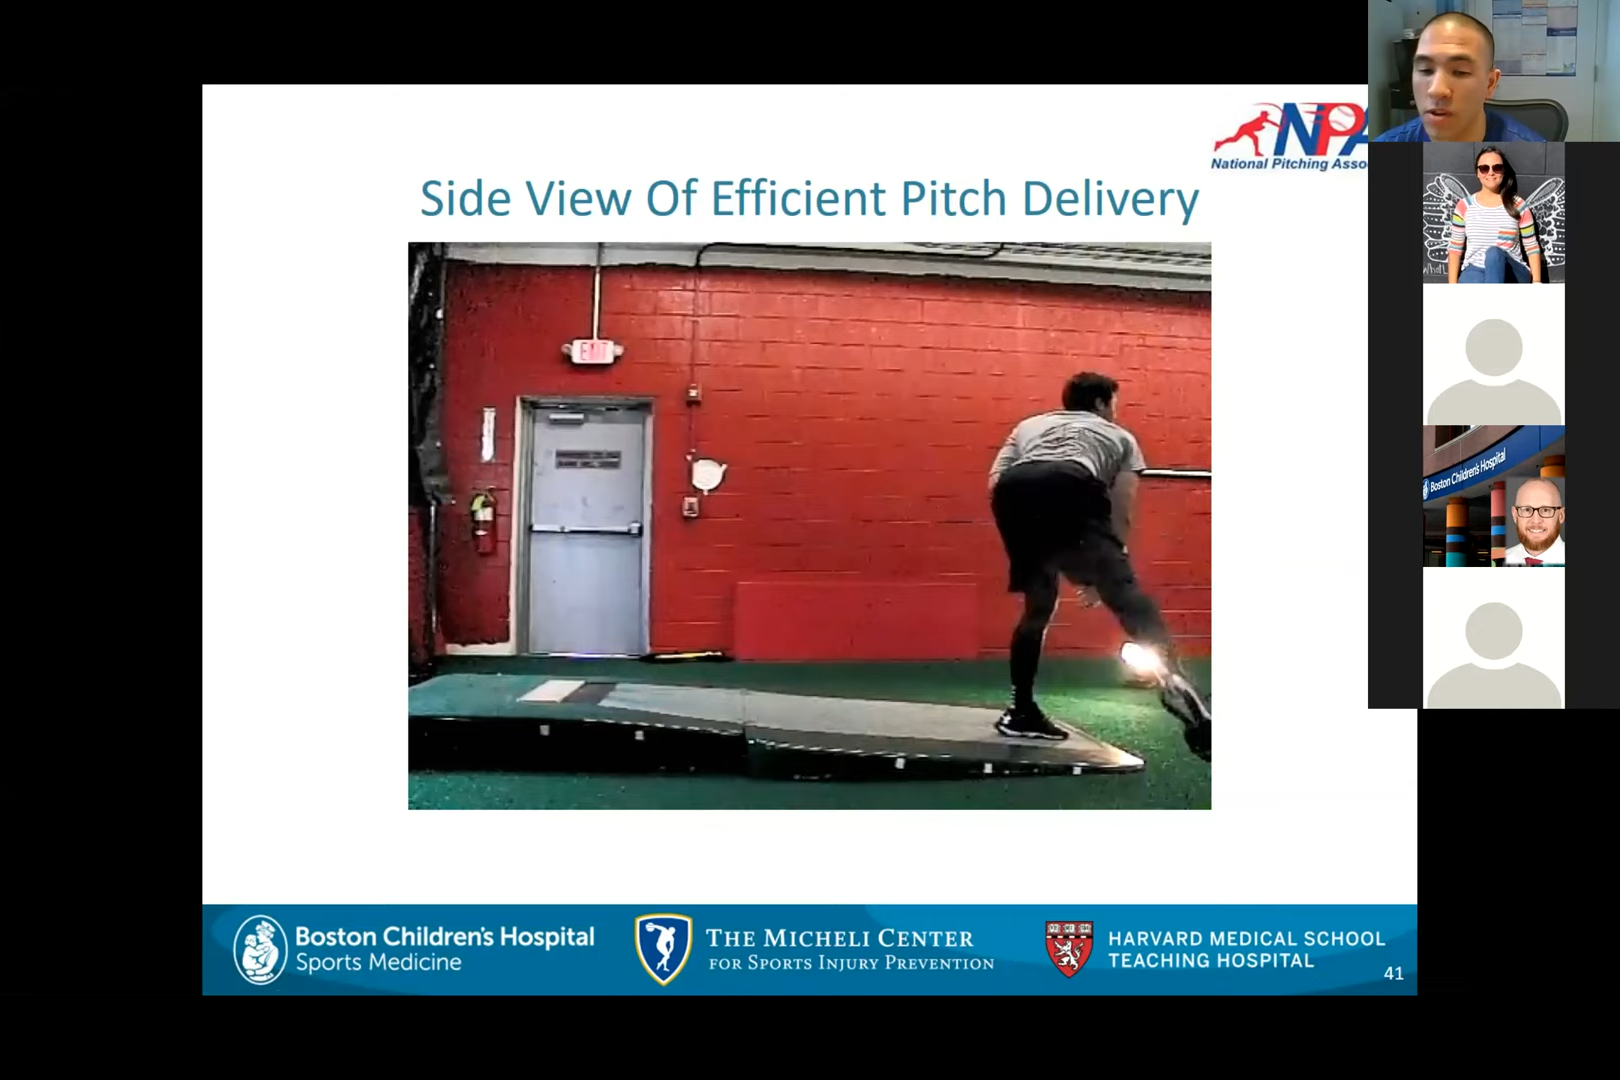 NPA
National Pitching Asso
Side View Of Efficient Pitch Delivery
EXIT
Boston Children's Hospital
Boston Children's Hospital
Sports Medicine
THE MICHELI CENTER
FOR SPORTS INJURY PREVENTION
HARVARD MEDICAL SCHOOL
TEACHING HOSPITAL
41